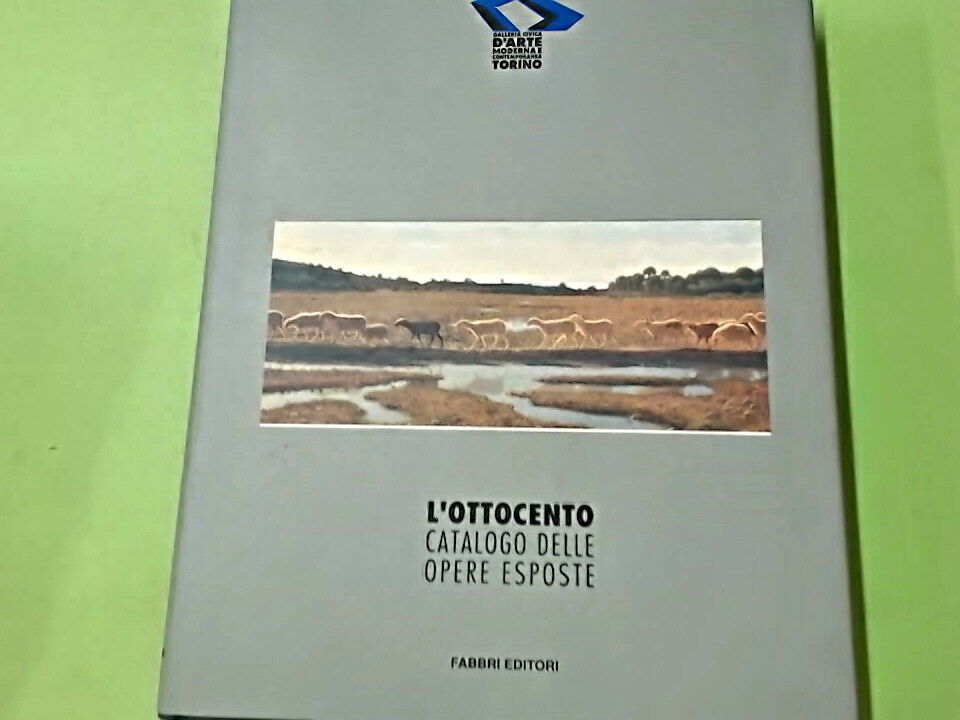 GALLERIA CIVICA
D'ARTE
MODERNA E
CONTEMPORANEA
TORINO
L'OTTOCENTO
CATALOGO DELLE
OPERE ESPOSTE
FABBRI EDITORI